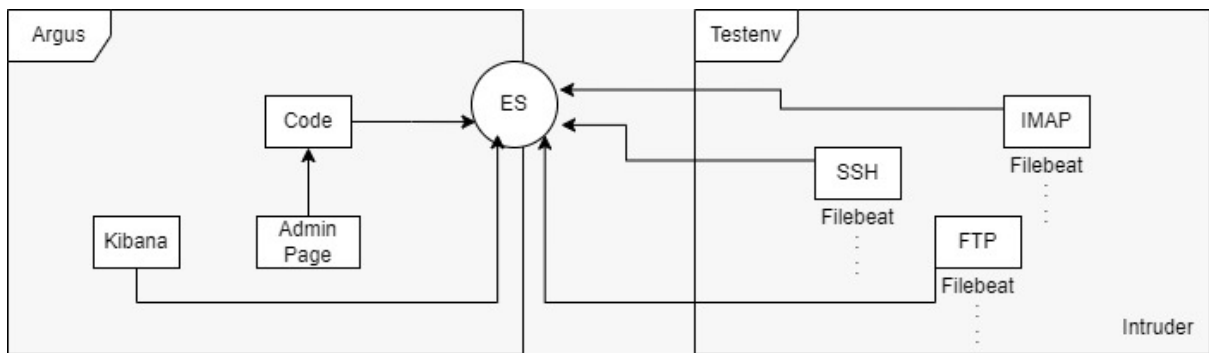 Argus
Testenv
ES
Code
IMAP
Filebeat
SSH
Filebeat
Kibana
Admin
Page
FTP
Filebeat
Intruder